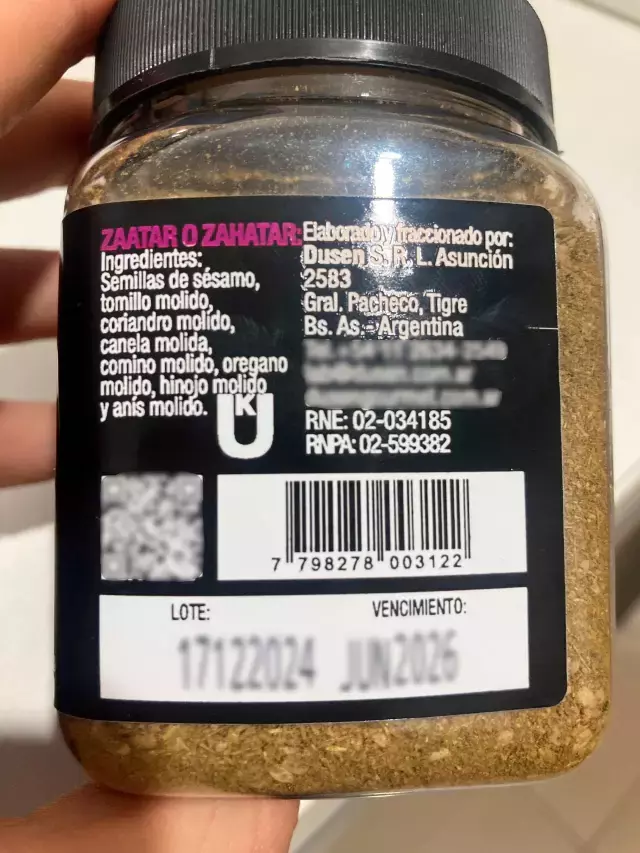 ZAATAR O ZAHATAR:
Ingredientes:
Semillas de sésamo,
tomillo molido,
coriandro molido,
canela molida,
comino molido, oregano
molido, hinojo molido
y anís molido.
UK
Elaborado y fraccionado por:
Dusen S. R. L. Asunción
2583
Gral. Pacheco, Tigre
Bs. As. - Argentina
RNE: 02-034185
RNPA: 02-599382
7 798278 003122
LOTE:
17122024
VENCIMIENTO:
JUN2026